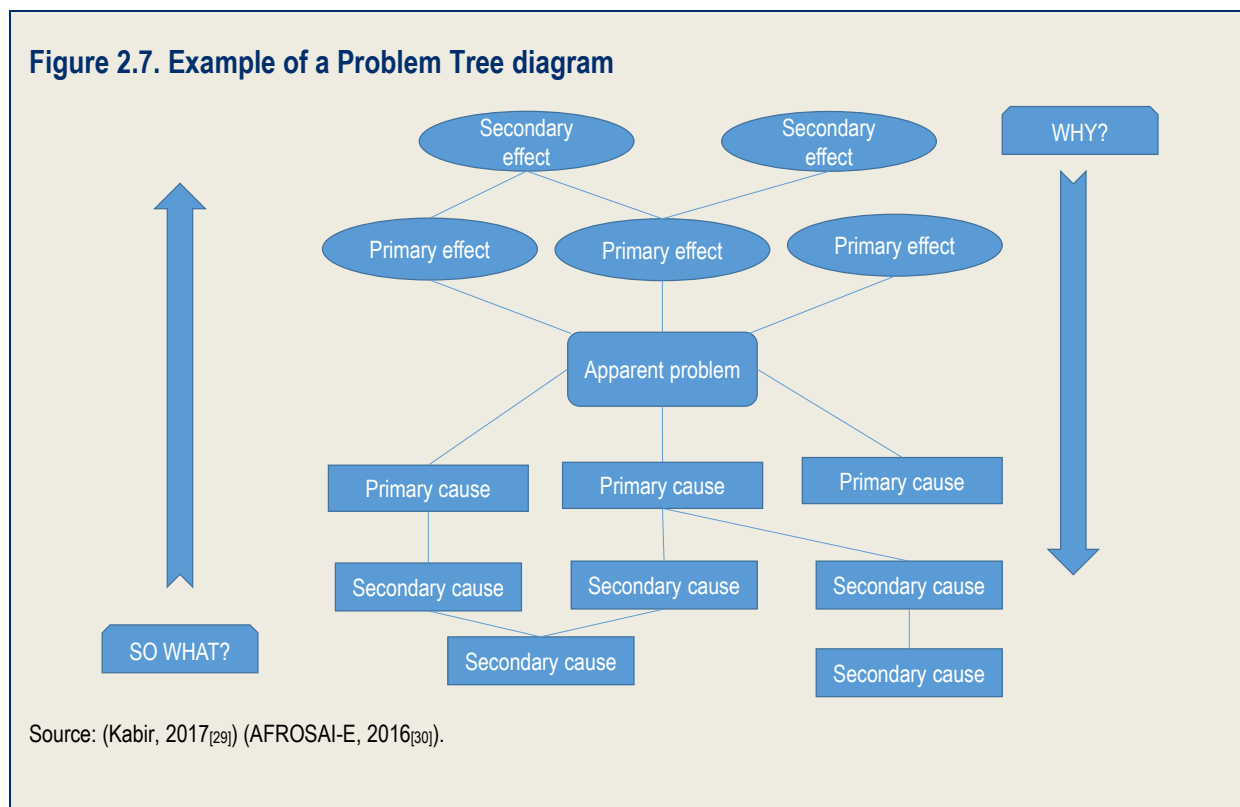 Figure 2.7. Example of a Problem Tree diagram
Secondary
effect
Secondary
effect
WHY?
Primary effect
Primary effect
Primary effect
Apparent problem
Primary cause
Primary cause
Primary cause
Secondary cause
Secondary cause
Secondary cause
SO WHAT?
Secondary cause
Secondary cause
Source: (Kabir, 2017[29]) (AFROSAI-E, 2016[30]).